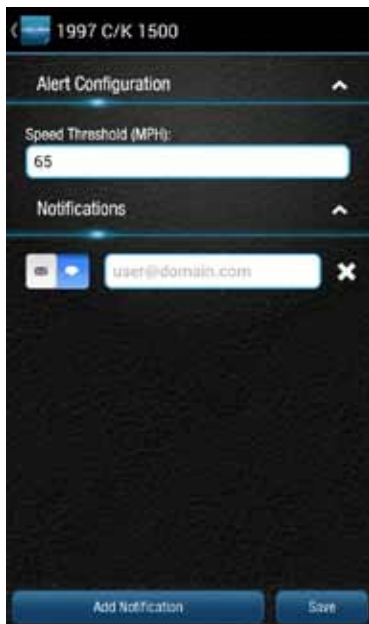 1997 C/K 1500
Alert Configuration
Speed Threshold (MPH):
65
Notifications
user@domain.com
Add Notification
Save